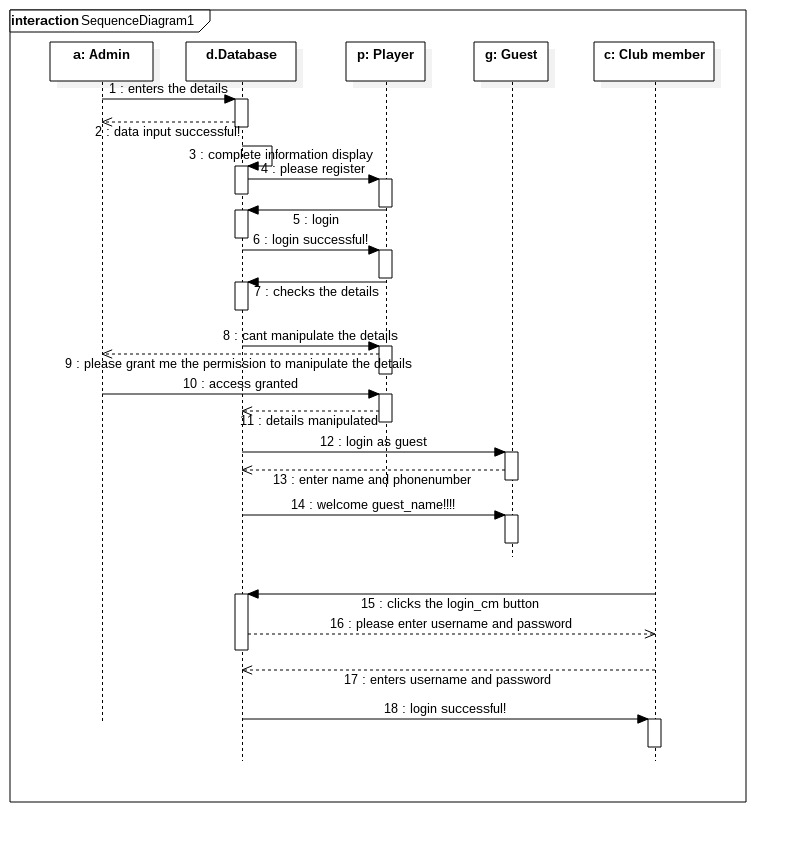 interaction SequenceDiagram1
a: Admin
d.Database
p: Player
g: Guest
c: Club member
1 : enters the details
2 : data input successful!
3 : complete information display
4 : please register
5 : login
6 : login successful!
7 : checks the details
8 : cant manipulate the details
9 : please grant me the permission to manipulate the details
10 : access granted
11 : details manipulated
12 : login as guest
13 : enter name and phonenumber
14 : welcome guest_name!!!!
15 : clicks the login_cm button
16 : please enter username and password
17 : enters username and password
18 : login successful!